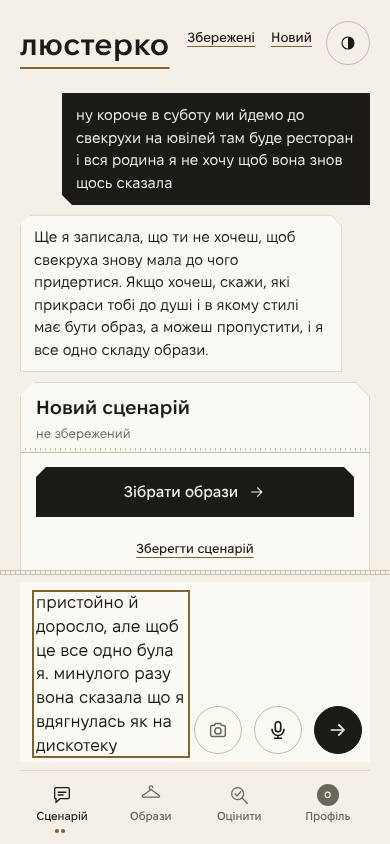 люстерко
Збережені
Новий
ну короче в суботу ми йдемо до
свекрухи на ювілей там буде ресторан
і вся родина я не хочу щоб вона знов
щось сказала
Ще я записала, що ти не хочеш, щоб
свекруха знову мала до чого
придертися. Якщо хочеш, скажи, які
прикраси тобі до душі і в якому стилі
має бути образ, а можеш пропустити, і я
все одно складу образи.
Новий сценарій
не збережений
Зібрати образи →
Зберегти сценарій
пристойно й
доросло, але щоб
це все одно була
я. минулого разу
вона сказала що я
вдягнулась як на
дискотеку
Сценарій
Образи
Оцінити
О
Профіль